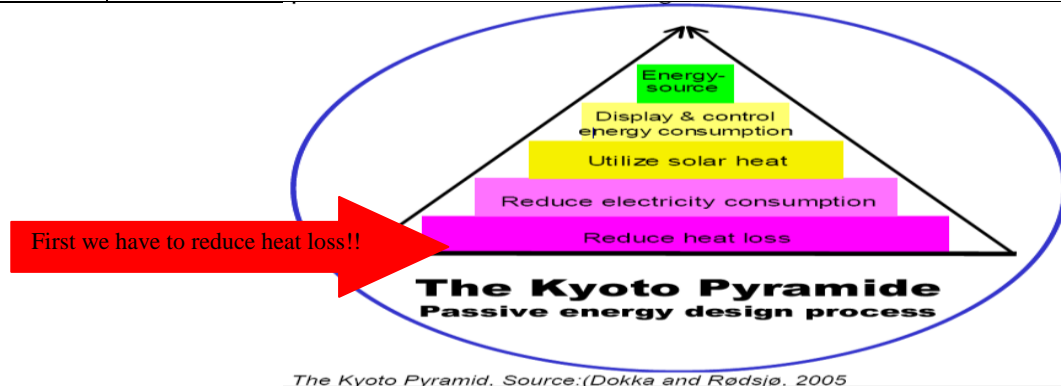 Energy-
source
Display & control
energy consumption
Utilize solar heat
Reduce electricity consumption
First we have to reduce heat loss!!
Reduce heat loss
The Kyoto Pyramide
Passive energy design process
The Kyoto Pyramid, Source:(Dokka and Rødsjø, 2005